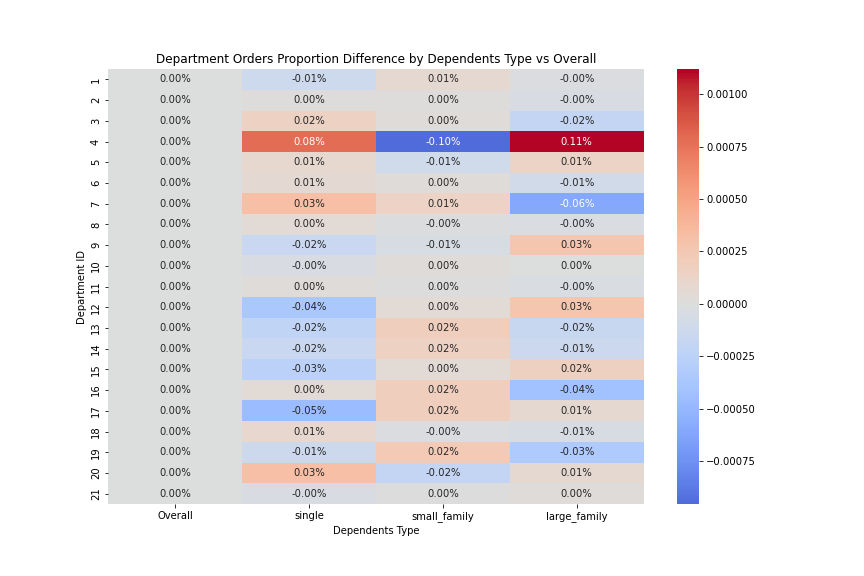 Department Orders Proportion Difference by Dependents Type vs Overall
Department ID
1 0.00% -0.01% 0.01% -0.00%
2 0.00% 0.00% 0.00% -0.00%
3 0.00% 0.02% 0.00% -0.02%
4 0.00% 0.08% -0.10% 0.11%
5 0.00% 0.01% -0.01% 0.01%
6 0.00% 0.01% 0.00% -0.01%
7 0.00% 0.03% 0.01% -0.06%
8 0.00% 0.00% -0.00% -0.00%
9 0.00% -0.02% -0.01% 0.03%
10 0.00% -0.00% 0.00% 0.00%
11 0.00% 0.00% 0.00% -0.00%
12 0.00% -0.04% 0.00% 0.03%
13 0.00% -0.02% 0.02% -0.02%
14 0.00% -0.02% 0.02% -0.01%
15 0.00% -0.03% 0.00% 0.02%
16 0.00% 0.00% 0.02% -0.04%
17 0.00% -0.05% 0.02% 0.01%
18 0.00% 0.01% -0.00% -0.01%
19 0.00% -0.01% 0.02% -0.03%
20 0.00% 0.03% -0.02% 0.01%
21 0.00% -0.00% 0.00% 0.00%
Overall single small_family large_family
Dependents Type
0.00100
0.00075
0.00050
0.00025
0.00000
−0.00025
−0.00050
−0.00075